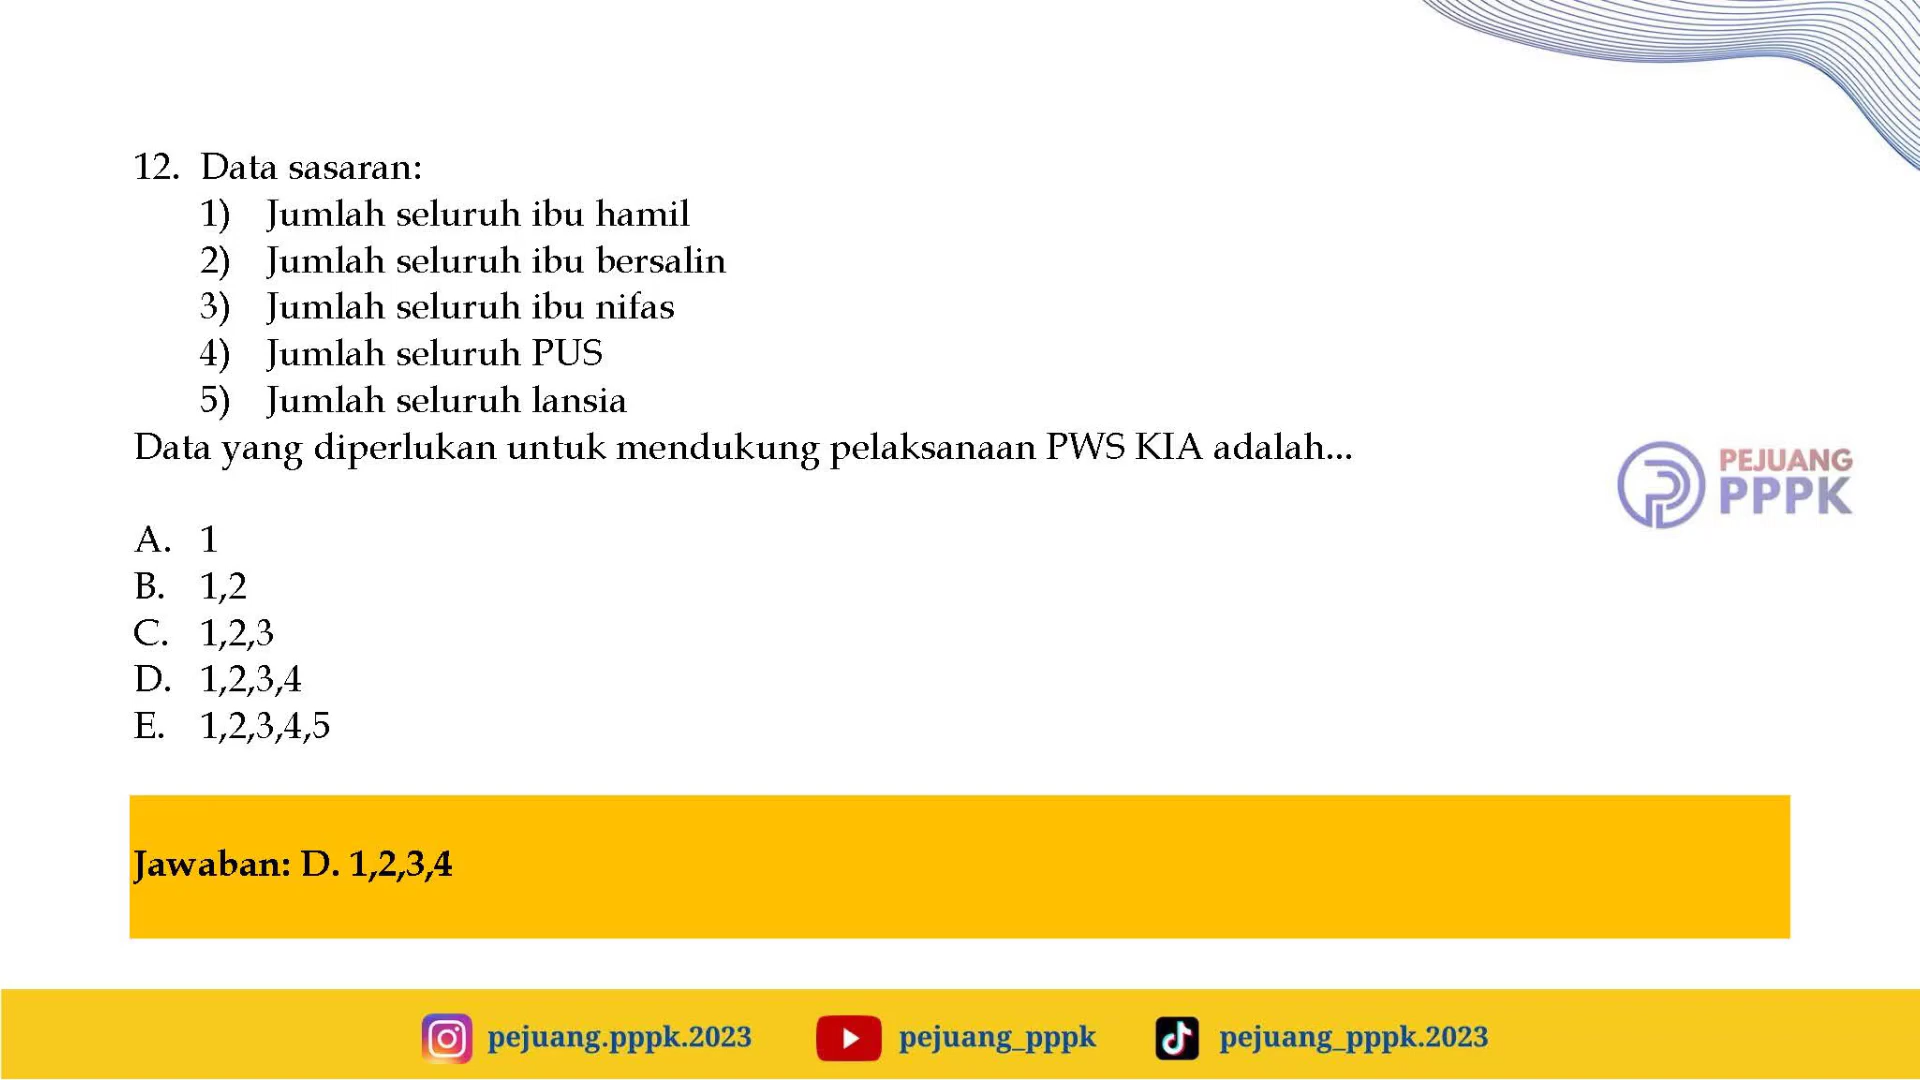 12. Data sasaran:
1) Jumlah seluruh ibu hamil
2) Jumlah seluruh ibu bersalin
3) Jumlah seluruh ibu nifas
4) Jumlah seluruh PUS
5) Jumlah seluruh lansia
Data yang diperlukan untuk mendukung pelaksanaan PWS KIA adalah...
PEJUANG
PPPK
A. 1
B. 1,2
C. 1,2,3
D. 1,2,3,4
E. 1,2,3,4,5
Jawaban: D. 1,2,3,4
pejuang.pppk.2023 pejuang_pppk pejuang_pppk.2023